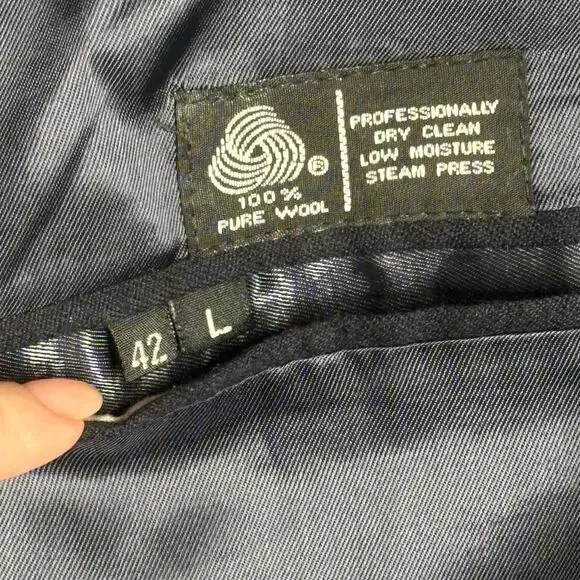 ®
100%
PURE WOOL
PROFESSIONALLY
DRY CLEAN
LOW MOISTURE
STEAM PRESS
42
L